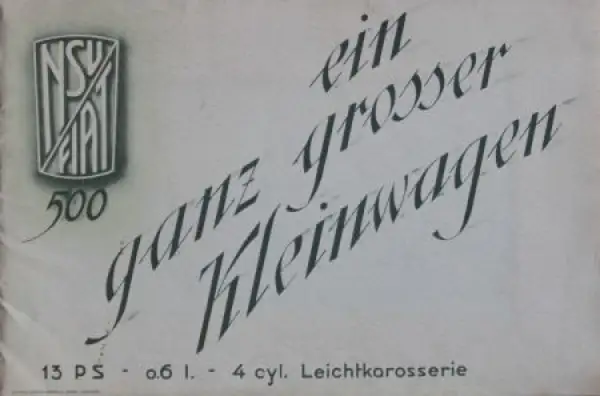 NSU
FIAT
500
ein
ganz grosser
Kleinwagen
13 PS - 0.6 l. - 4 cyl. Leichtkarosserie